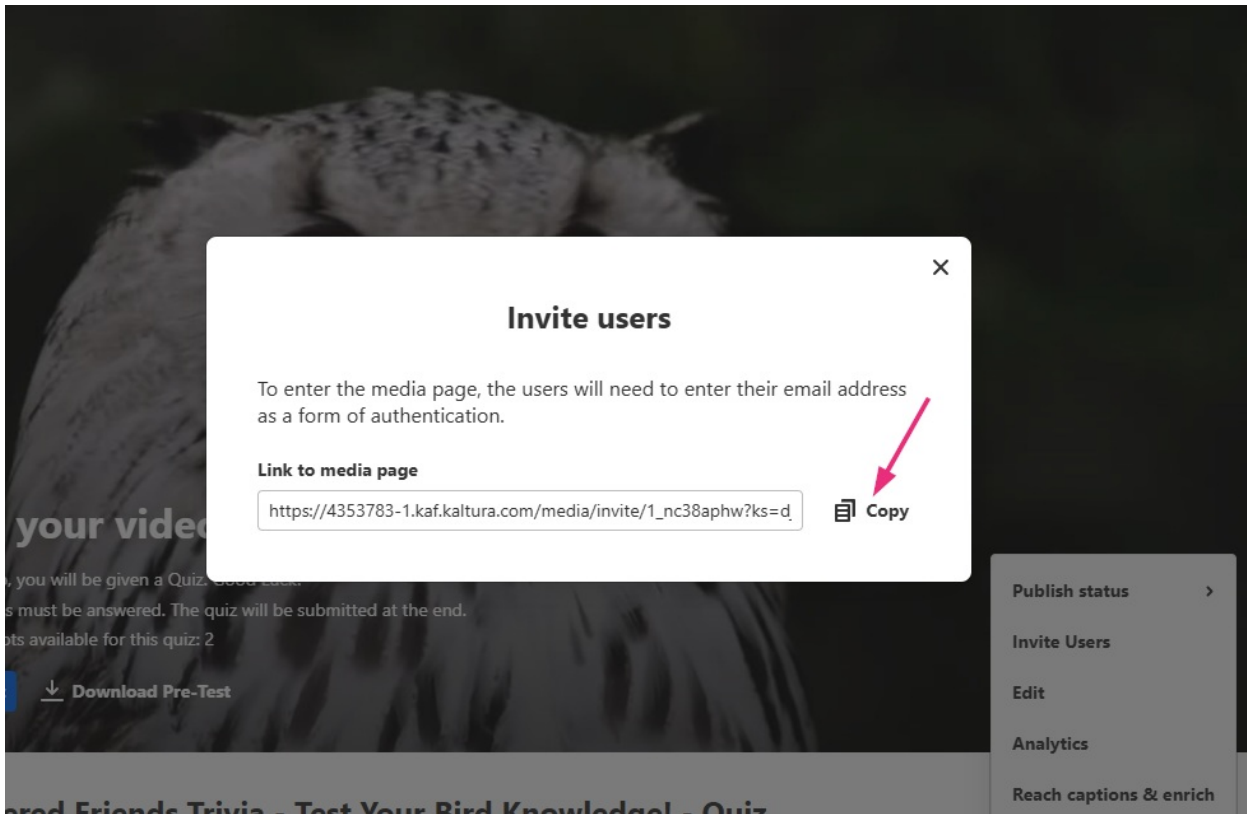 Invite users
To enter the media page, the users will need to enter their email address
as a form of authentication.
Link to media page
https://4353783-1.kaf.kaltura.com/media/invite/1_nc38aphw?ks=d_
Copy
your video
, you will be given a Quiz. Good Luck.
s must be answered. The quiz will be submitted at the end.
pts available for this quiz: 2
Download Pre-Test
Publish status
Invite Users
Edit
Analytics
Reach captions & enrich
ered Friends Trivia - Test Your Bird Knowledge! - Quiz